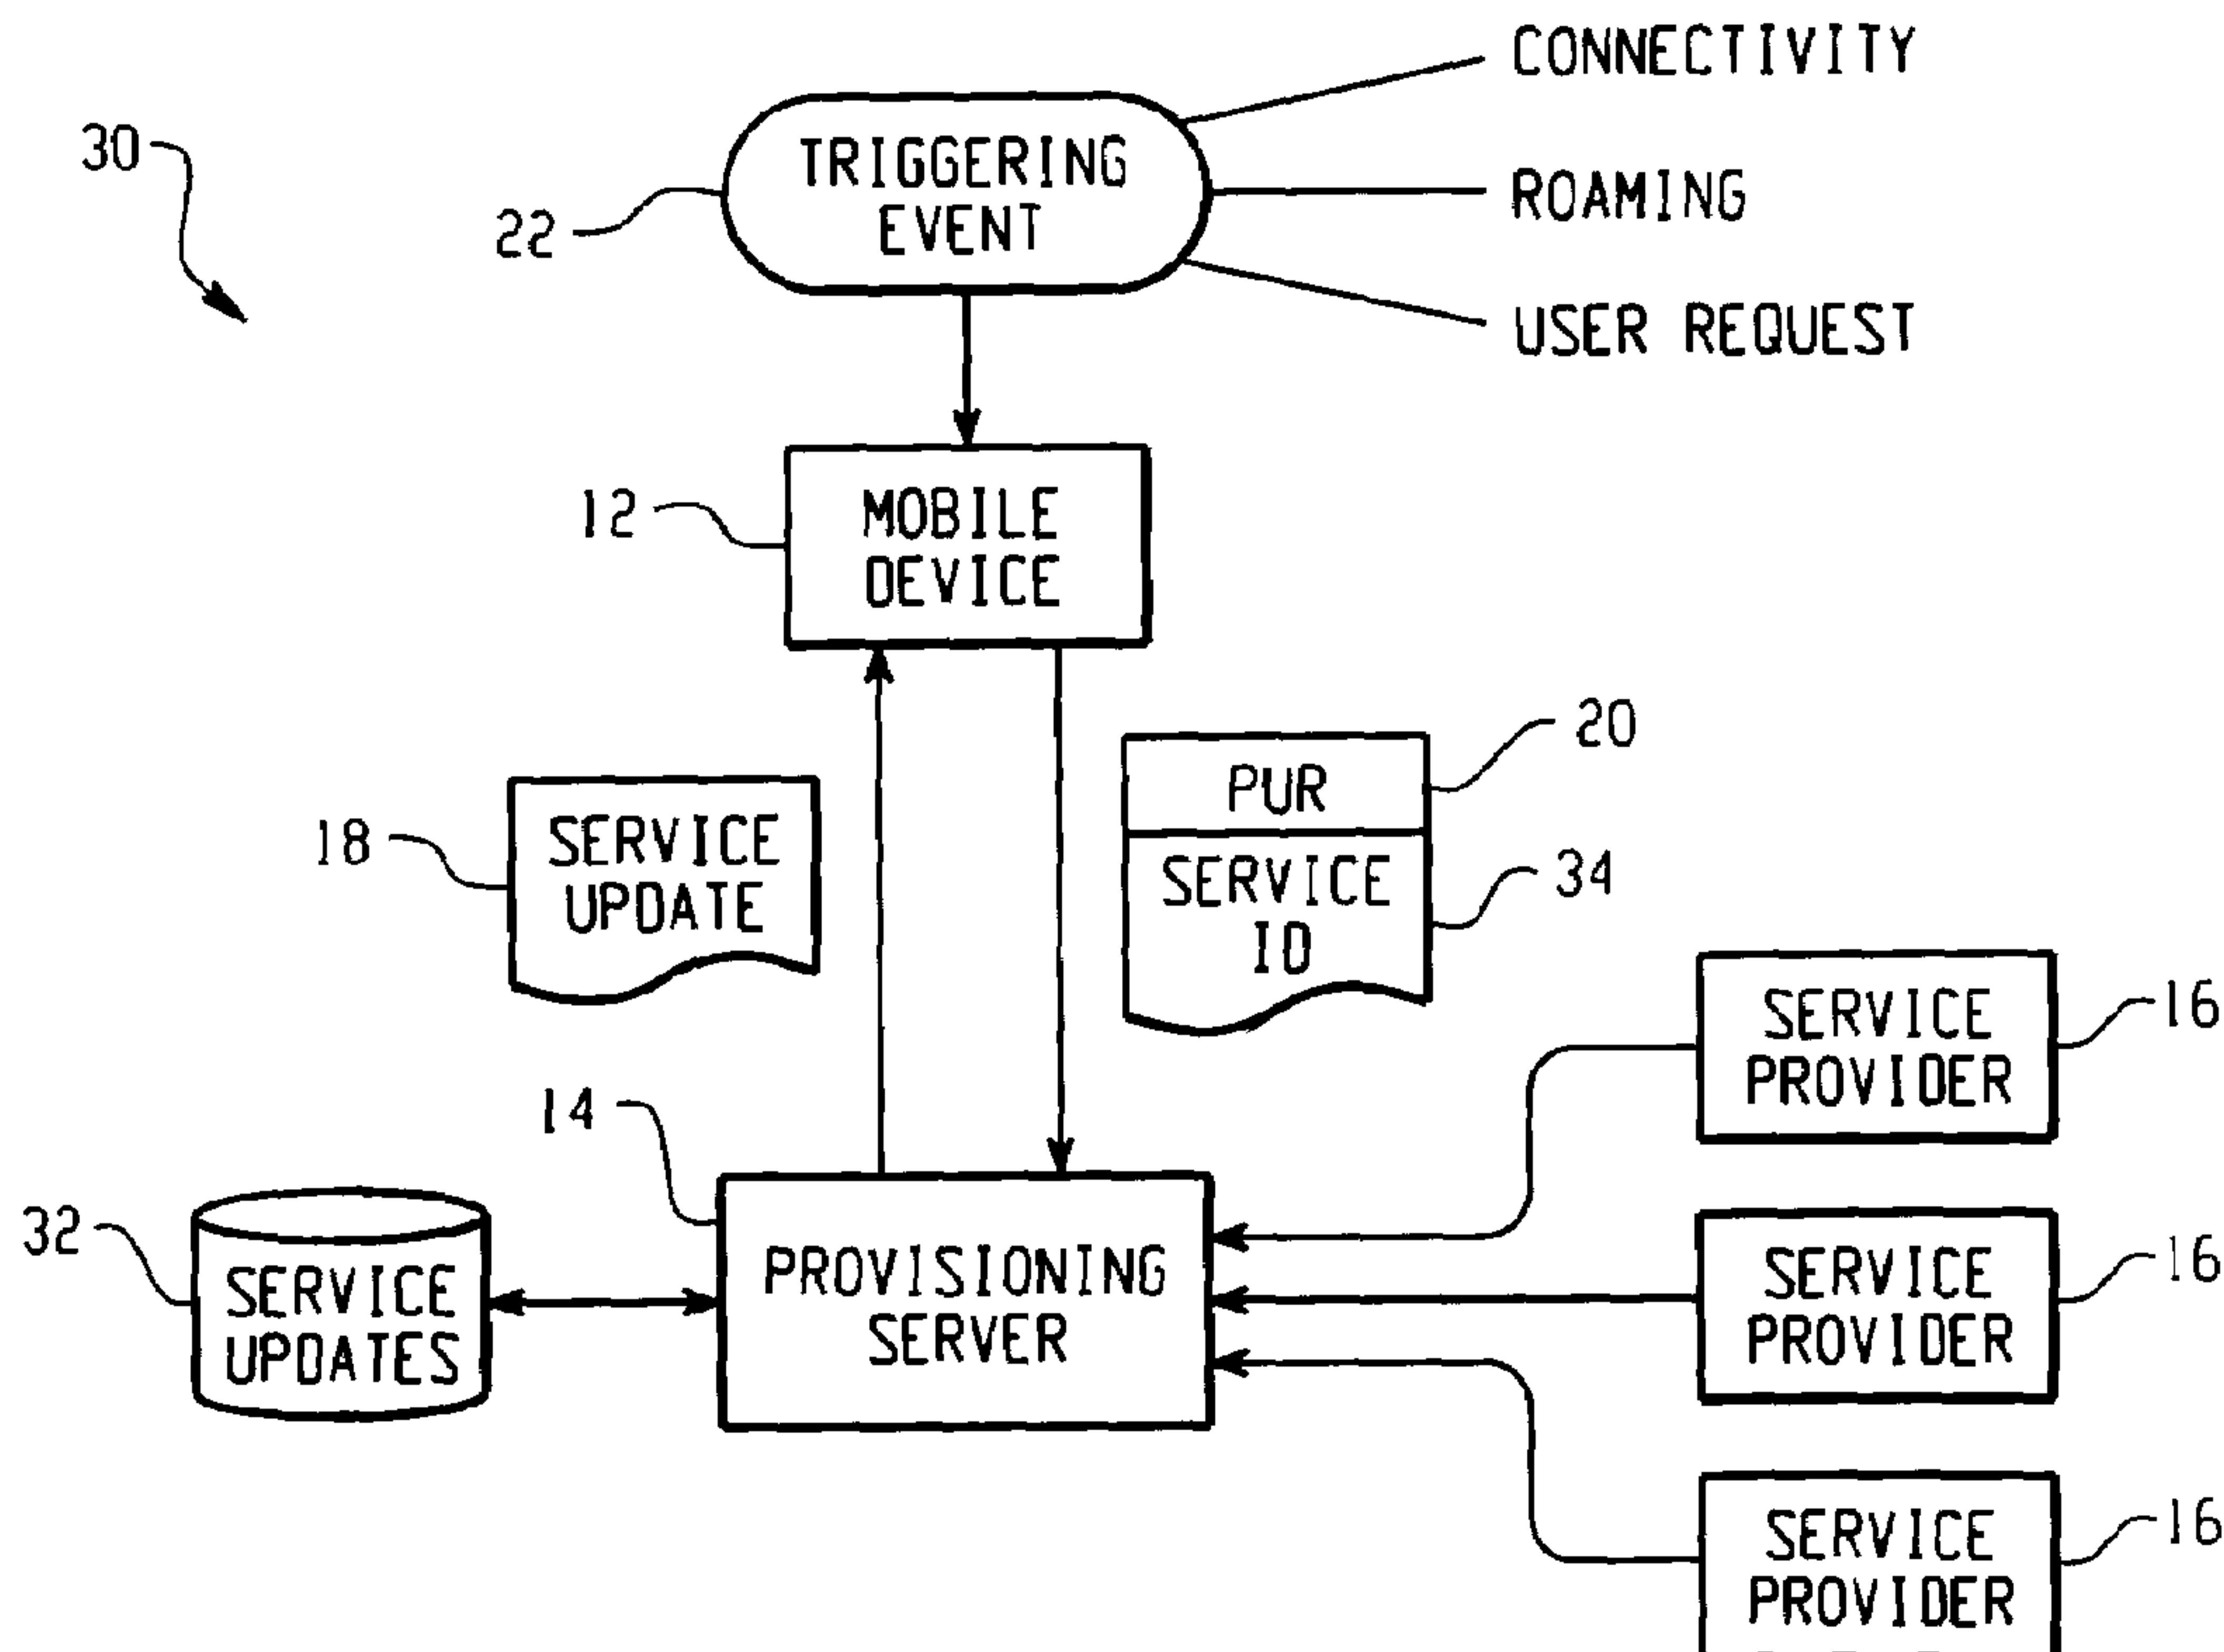 CONNECTIVITY
30
TRIGGERING
EVENT
22
ROAMING
USER REQUEST
12
MOBILE
DEVICE
20
PUR
18
SERVICE
UPDATE
SERVICE
ID
34
SERVICE
PROVIDER
16
14
32
SERVICE
UPDATES
PROVISIONING
SERVER
SERVICE
PROVIDER
16
SERVICE
PROVIDER
16